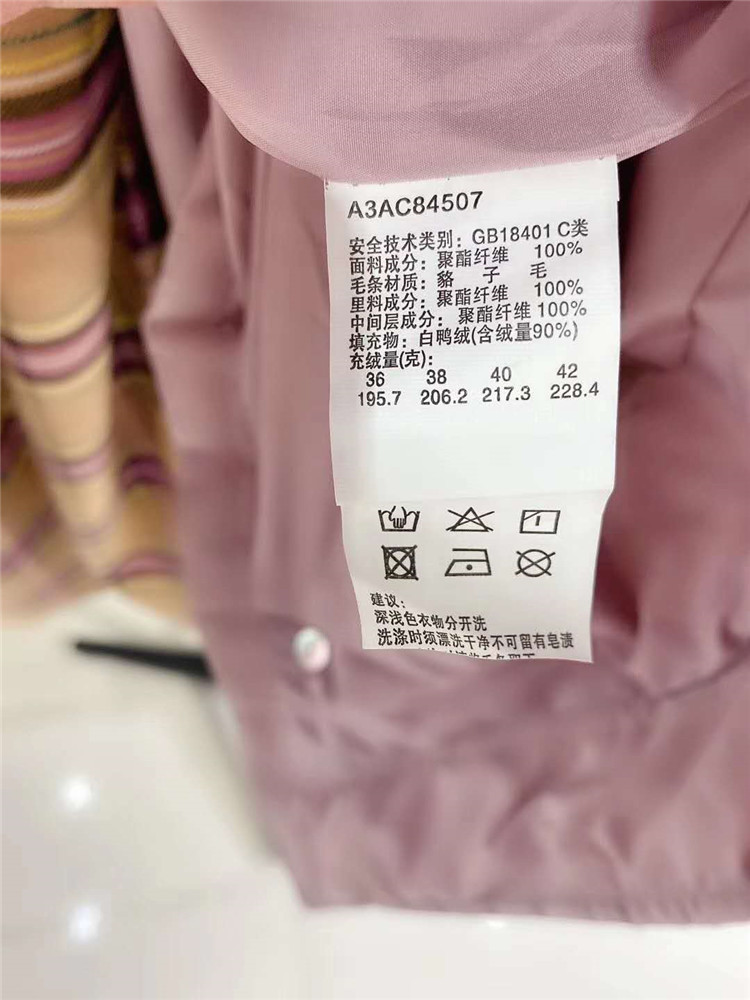 A3AC84507
安全技术类别：GB18401 C类
面料成分：聚酯纤维 100%
毛条材质：貉 子 毛
里料成分：聚酯纤维 100%
中间层成分：聚酯纤维 100%
填充物：白鸭绒(含绒量90%)
充绒量(克)：
36 38 40 42
195.7 206.2 217.3 228.4
建议：
深浅色衣物分开洗
洗涤时须漂洗干净不可留有皂渍